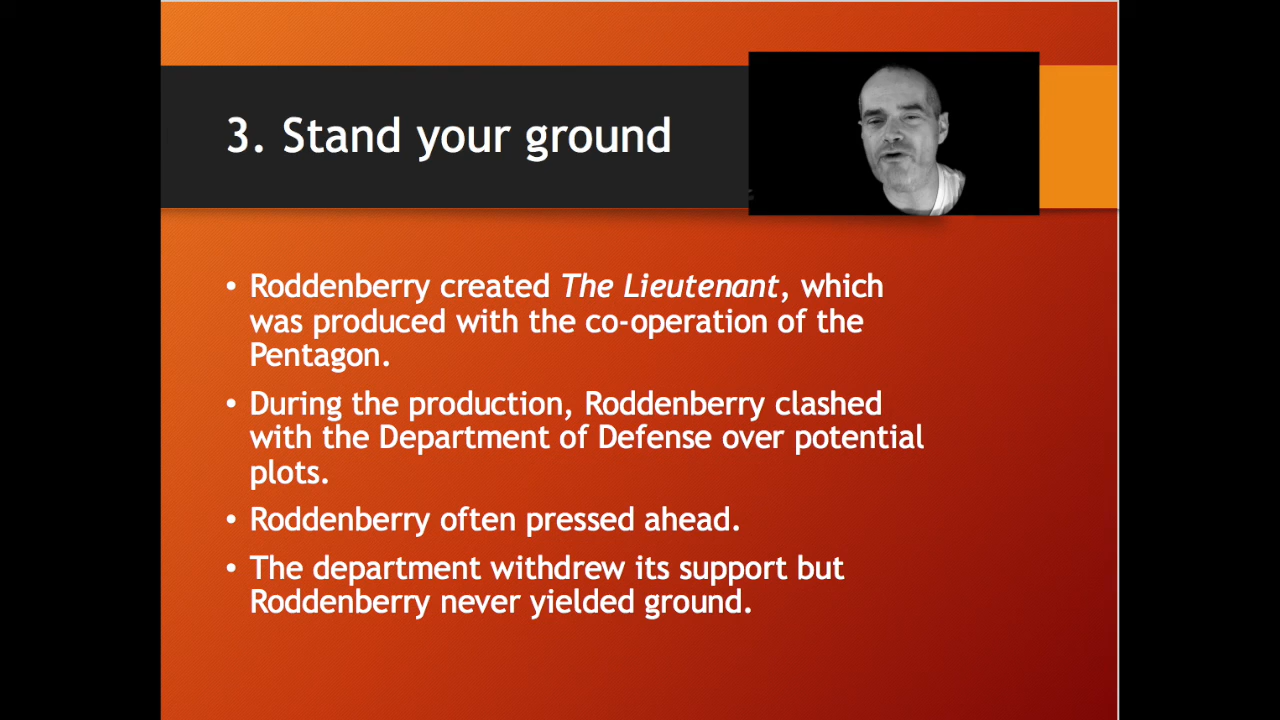 3. Stand your ground
• Roddenberry created The Lieutenant, which
was produced with the co-operation of the
Pentagon.
• During the production, Roddenberry clashed
with the Department of Defense over potential
plots.
• Roddenberry often pressed ahead.
• The department withdrew its support but
Roddenberry never yielded ground.